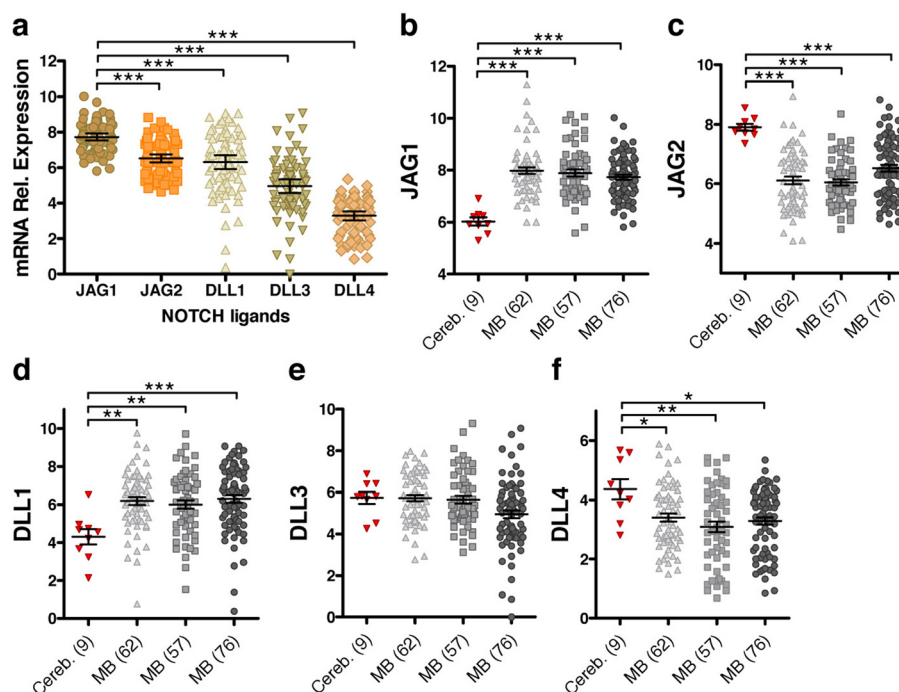 a
***
***
***
***
mRNA Rel. Expression
12
10
8
6
4
2
0
JAG1 JAG2 DLL1 DLL3 DLL4
NOTCH ligands
b
***
***
***
JAG1
12
10
8
6
4
Cereb. (9)
MB (62)
MB (57)
MB (76)
c
***
***
***
JAG2
10
8
6
4
Cereb. (9)
MB (62)
MB (57)
MB (76)
d
***
**
**
DLL1
10
8
6
4
2
0
Cereb. (9)
MB (62)
MB (57)
MB (76)
e
DLL3
10
8
6
4
2
0
Cereb. (9)
MB (62)
MB (57)
MB (76)
f
*
**
*
DLL4
6
4
2
0
Cereb. (9)
MB (62)
MB (57)
MB (76)